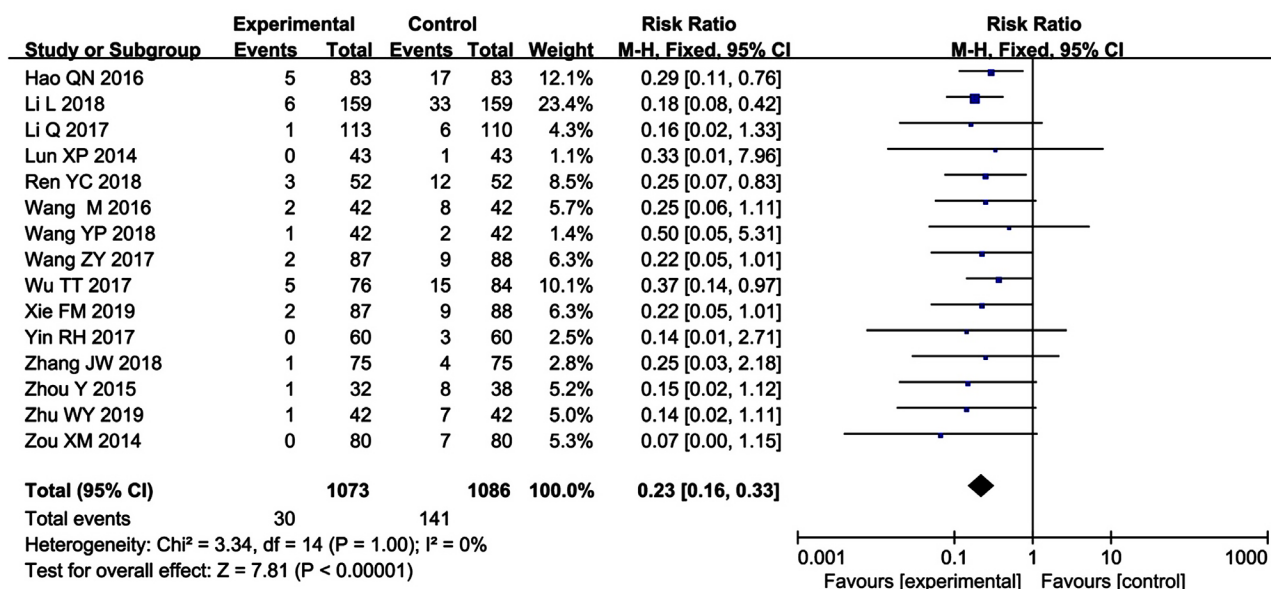 Experimental Control Risk Ratio Risk Ratio
Study or Subgroup Events Total Events Total Weight M-H, Fixed, 95% CI M-H, Fixed, 95% CI
Hao QN 2016 5 83 17 83 12.1% 0.29 [0.11, 0.76]
Li L 2018 6 159 33 159 23.4% 0.18 [0.08, 0.42]
Li Q 2017 1 113 6 110 4.3% 0.16 [0.02, 1.33]
Lun XP 2014 0 43 1 43 1.1% 0.33 [0.01, 7.96]
Ren YC 2018 3 52 12 52 8.5% 0.25 [0.07, 0.83]
Wang M 2016 2 42 8 42 5.7% 0.25 [0.06, 1.11]
Wang YP 2018 1 42 2 42 1.4% 0.50 [0.05, 5.31]
Wang ZY 2017 2 87 9 88 6.3% 0.22 [0.05, 1.01]
Wu TT 2017 5 76 15 84 10.1% 0.37 [0.14, 0.97]
Xie FM 2019 2 87 9 88 6.3% 0.22 [0.05, 1.01]
Yin RH 2017 0 60 3 60 2.5% 0.14 [0.01, 2.71]
Zhang JW 2018 1 75 4 75 2.8% 0.25 [0.03, 2.18]
Zhou Y 2015 1 32 8 38 5.2% 0.15 [0.02, 1.12]
Zhu WY 2019 1 42 7 42 5.0% 0.14 [0.02, 1.11]
Zou XM 2014 0 80 7 80 5.3% 0.07 [0.00, 1.15]
Total (95% CI) 1073 1086 100.0% 0.23 [0.16, 0.33]
Total events 30 141
Heterogeneity: Chi² = 3.34, df = 14 (P = 1.00); I² = 0%
Test for overall effect: Z = 7.81 (P < 0.00001)
0.001 0.1 1 10 1000
Favours [experimental] Favours [control]